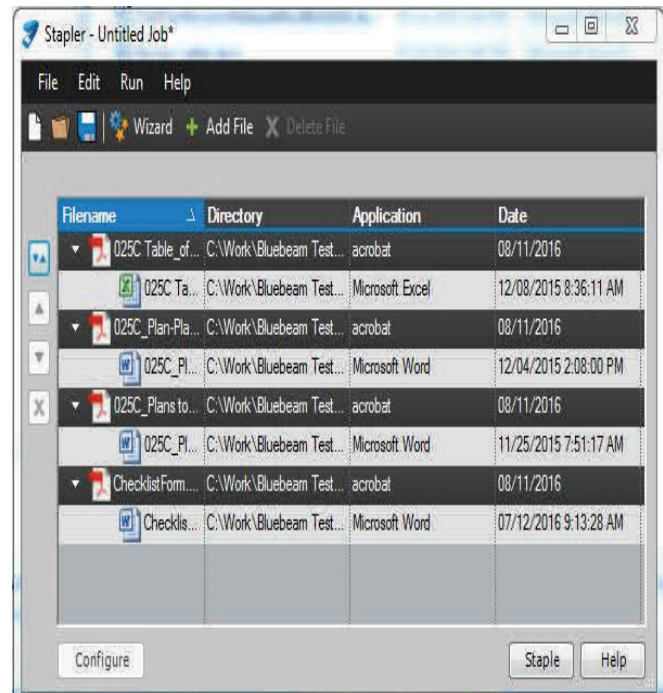 Stapler - Untitled Job*
File Edit Run Help
Wizard Add File Delete File
Filename Directory Application Date
025C Table_of... C:\Work\Bluebeam Test... acrobat 08/11/2016
025C Ta... C:\Work\Bluebeam Test... Microsoft Excel 12/08/2015 8:36:11 AM
025C_Plan-Pla... C:\Work\Bluebeam Test... acrobat 08/11/2016
025C_Pl... C:\Work\Bluebeam Test... Microsoft Word 12/04/2015 2:08:00 PM
025C_Plans to... C:\Work\Bluebeam Test... acrobat 08/11/2016
025C_Pl... C:\Work\Bluebeam Test... Microsoft Word 11/25/2015 7:51:17 AM
ChecklistForm.... C:\Work\Bluebeam Test... acrobat 08/11/2016
Checklis... C:\Work\Bluebeam Test... Microsoft Word 07/12/2016 9:13:28 AM
Configure Staple Help